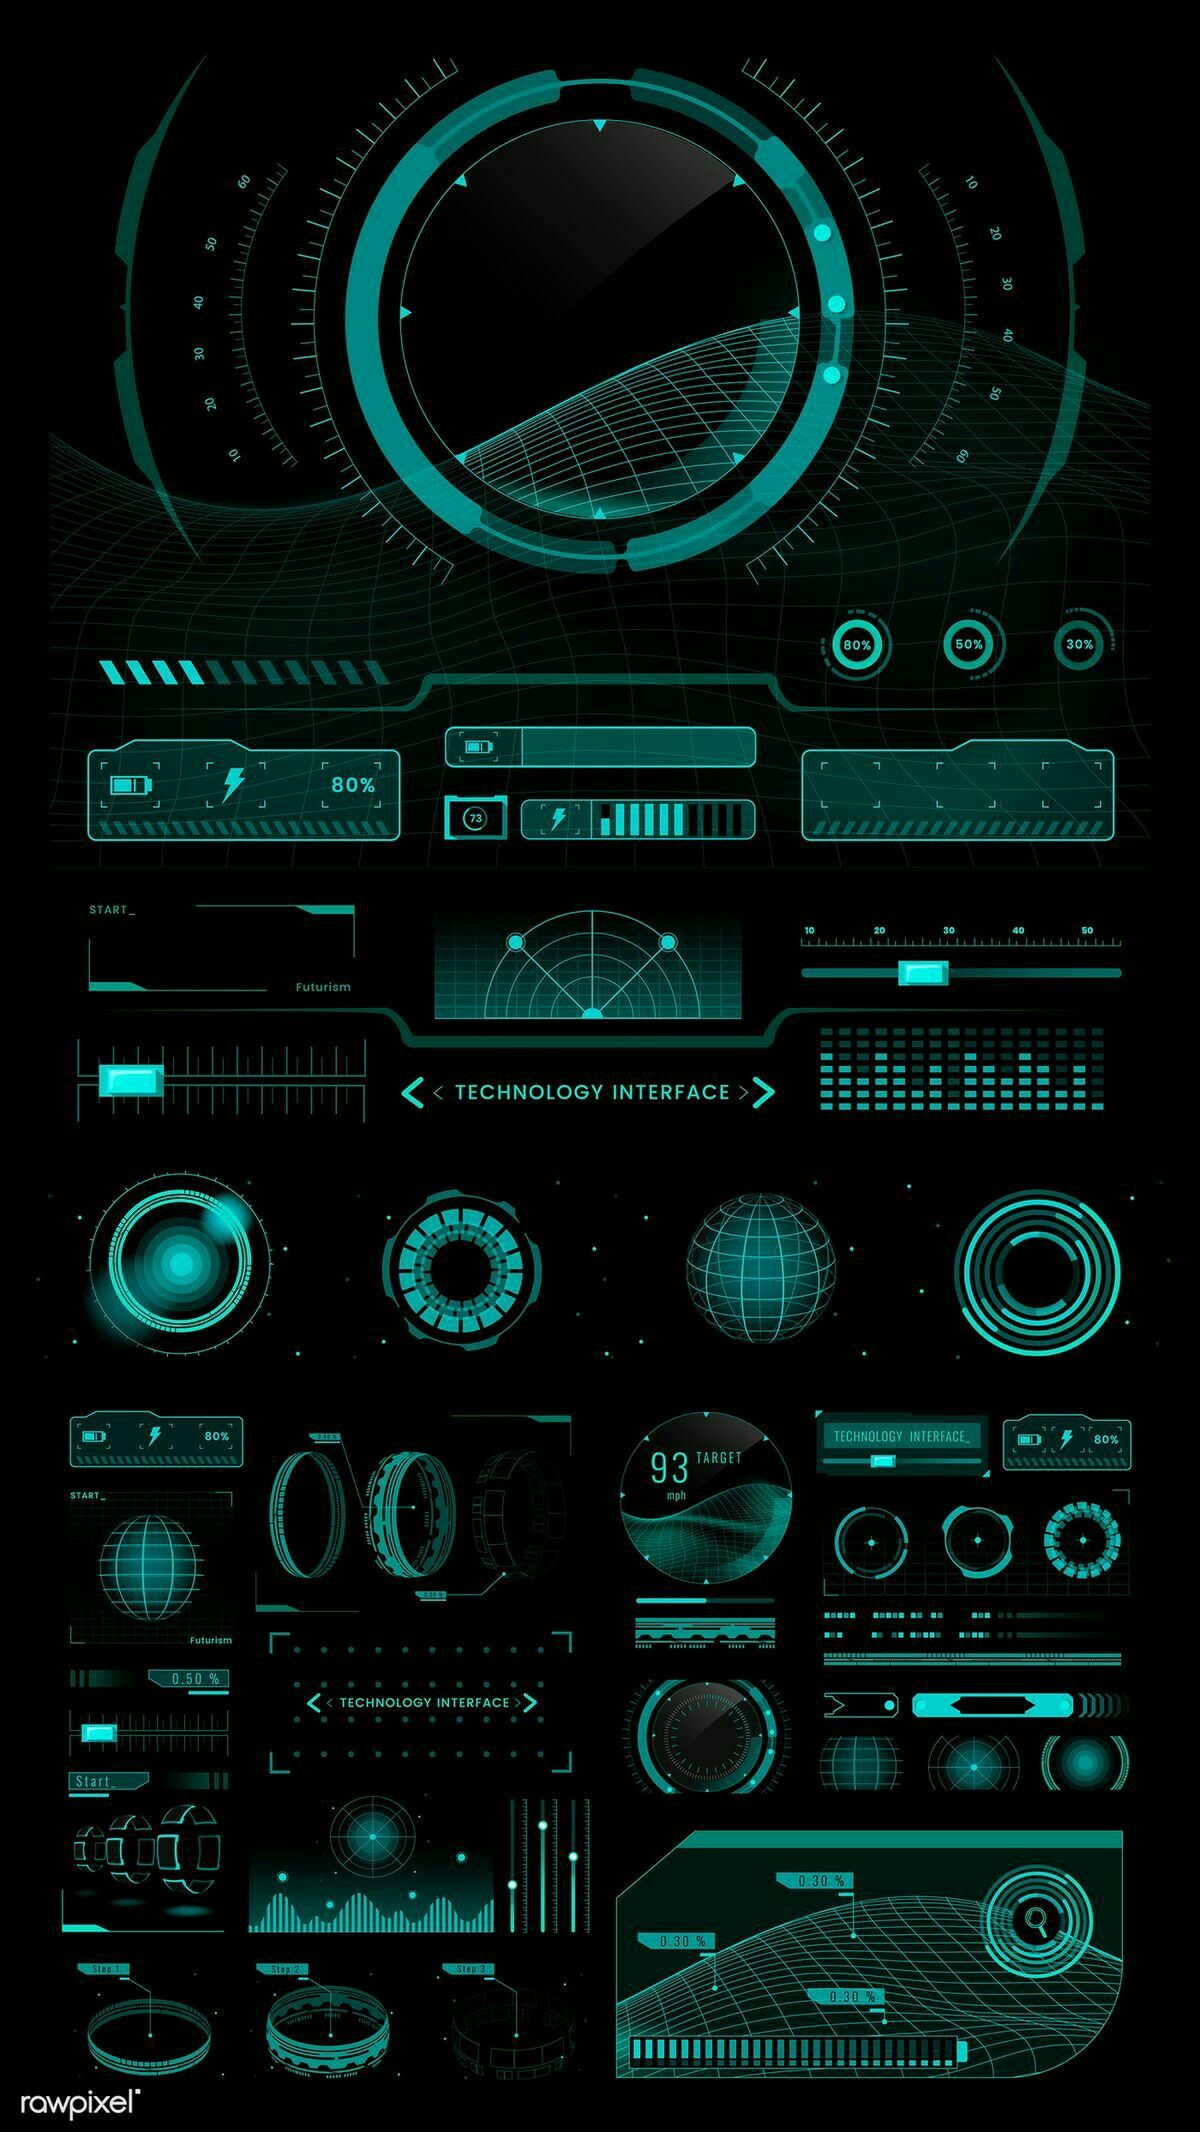 60
50
40
30
20
10
10
20
30
40
50
60
80%
50%
30%
80%
73
START_
Futurism
10 20 30 40 50
< < TECHNOLOGY INTERFACE > >
80%
START_
Futurism
0.50 %
Start_
< < TECHNOLOGY INTERFACE > >
93 TARGET
mph
TECHNOLOGY INTERFACE_
80%
0.30 %
0.30 %
0.30 %
Step 1
Step 2
Step 3
rawpixel